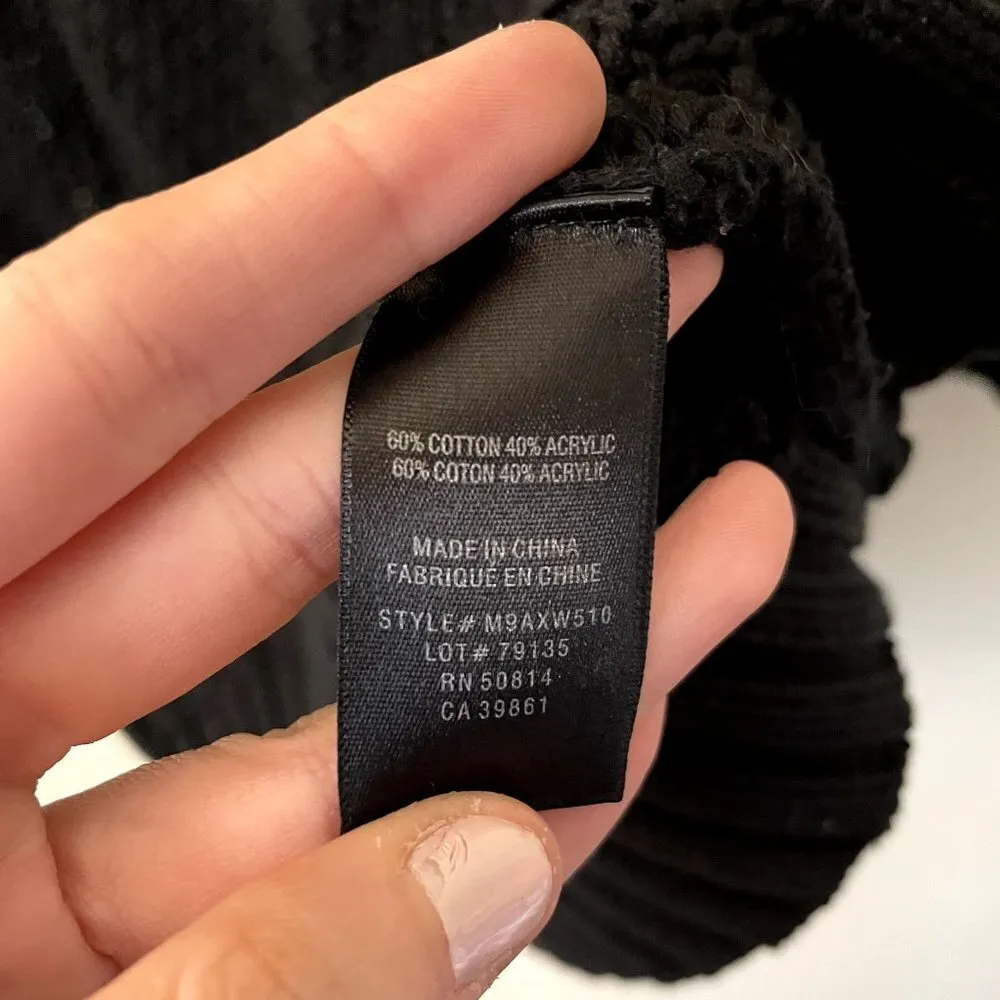 60% COTTON 40% ACRYLIC
60% COTON 40% ACRYLIC
MADE IN CHINA
FABRIQUÉ EN CHINE
STYLE# M9AXW510
LOT# 79135
RN 50814
CA 39861